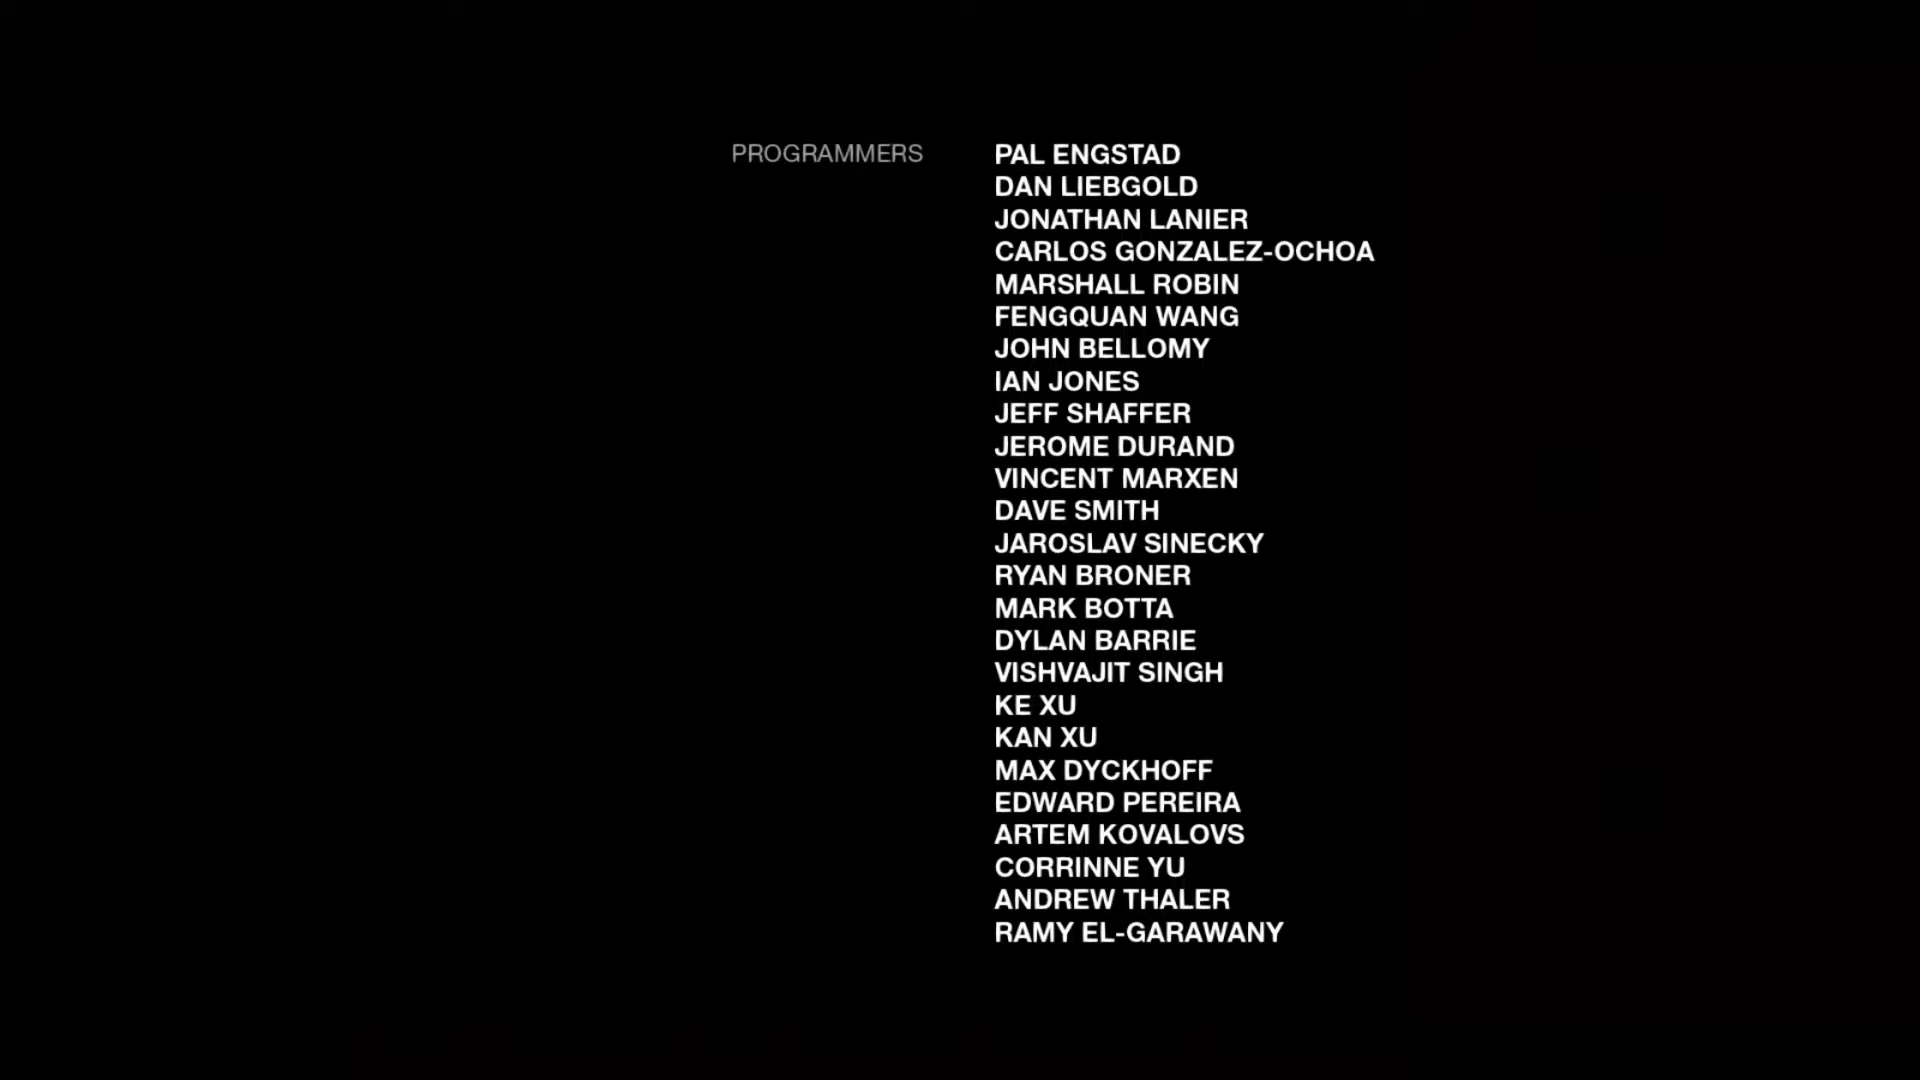 PROGRAMMERS PAL ENGSTAD
DAN LIEBGOLD
JONATHAN LANIER
CARLOS GONZALEZ-OCHOA
MARSHALL ROBIN
FENGQUAN WANG
JOHN BELLOMY
IAN JONES
JEFF SHAFFER
JEROME DURAND
VINCENT MARXEN
DAVE SMITH
JAROSLAV SINECKY
RYAN BRONER
MARK BOTTA
DYLAN BARRIE
VISHVAJIT SINGH
KE XU
KAN XU
MAX DYCKHOFF
EDWARD PEREIRA
ARTEM KOVALOVS
CORRINNE YU
ANDREW THALER
RAMY EL-GARAWANY